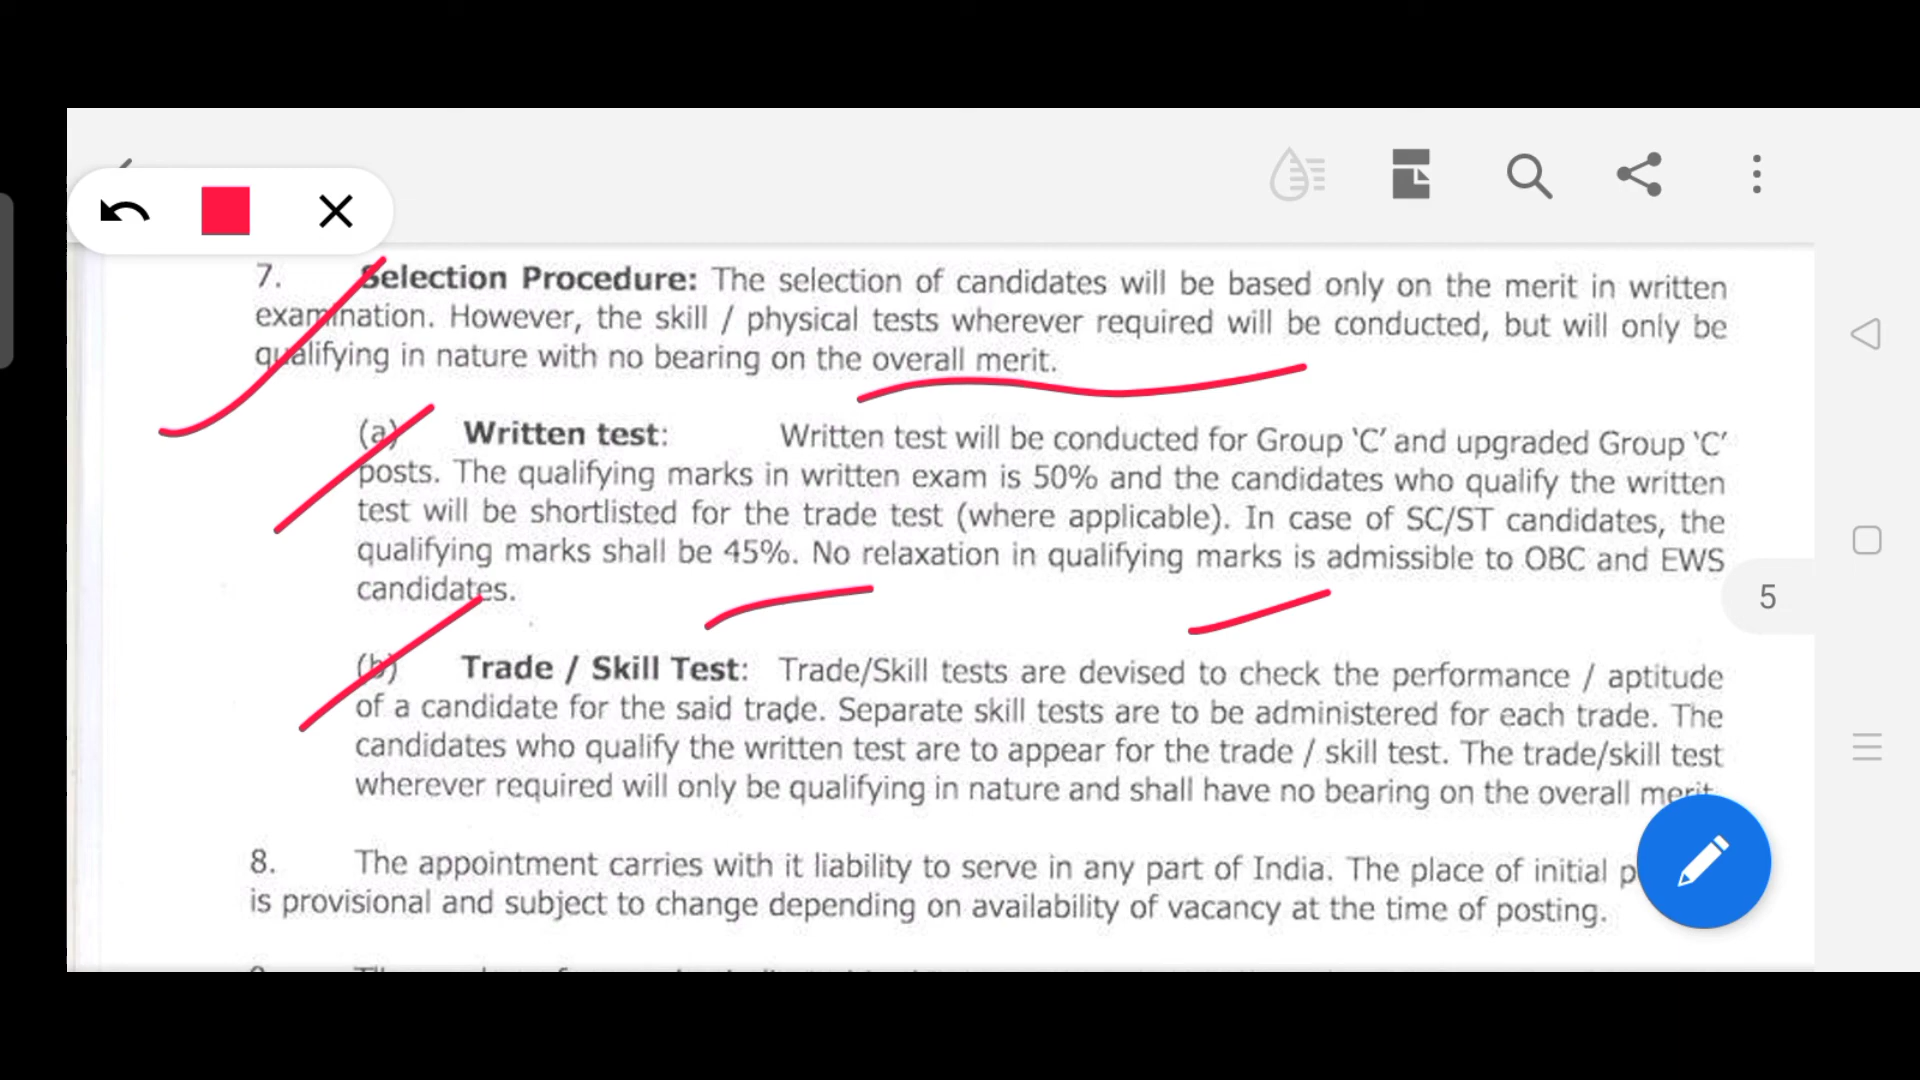 7. Selection Procedure: The selection of candidates will be based only on the merit in written
examination. However, the skill / physical tests wherever required will be conducted, but will only be
qualifying in nature with no bearing on the overall merit.
(a) Written test: Written test will be conducted for Group ‘C’ and upgraded Group ‘C’
posts. The qualifying marks in written exam is 50% and the candidates who qualify the written
test will be shortlisted for the trade test (where applicable). In case of SC/ST candidates, the
qualifying marks shall be 45%. No relaxation in qualifying marks is admissible to OBC and EWS
candidates.
5
(b) Trade / Skill Test: Trade/Skill tests are devised to check the performance / aptitude
of a candidate for the said trade. Separate skill tests are to be administered for each trade. The
candidates who qualify the written test are to appear for the trade / skill test. The trade/skill test
wherever required will only be qualifying in nature and shall have no bearing on the overall merit.
8. The appointment carries with it liability to serve in any part of India. The place of initial
is provisional and subject to change depending on availability of vacancy at the time of posting.